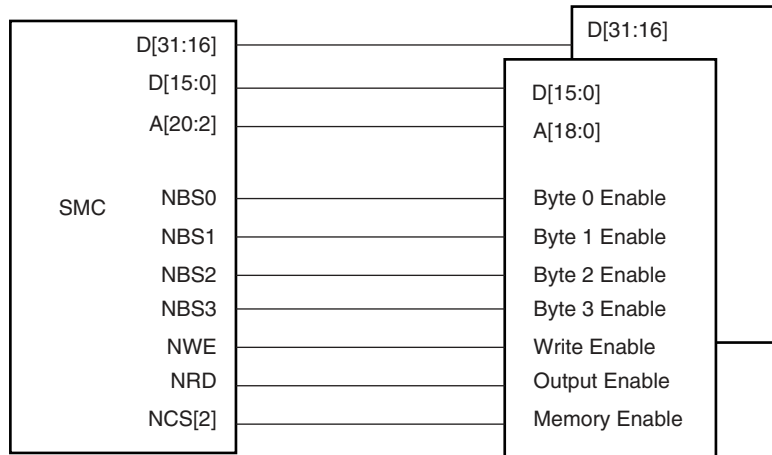 D[31:16] D[31:16]
D[15:0] D[15:0]
A[20:2] A[18:0]
SMC
NBS0 Byte 0 Enable
NBS1 Byte 1 Enable
NBS2 Byte 2 Enable
NBS3 Byte 3 Enable
NWE Write Enable
NRD Output Enable
NCS[2] Memory Enable